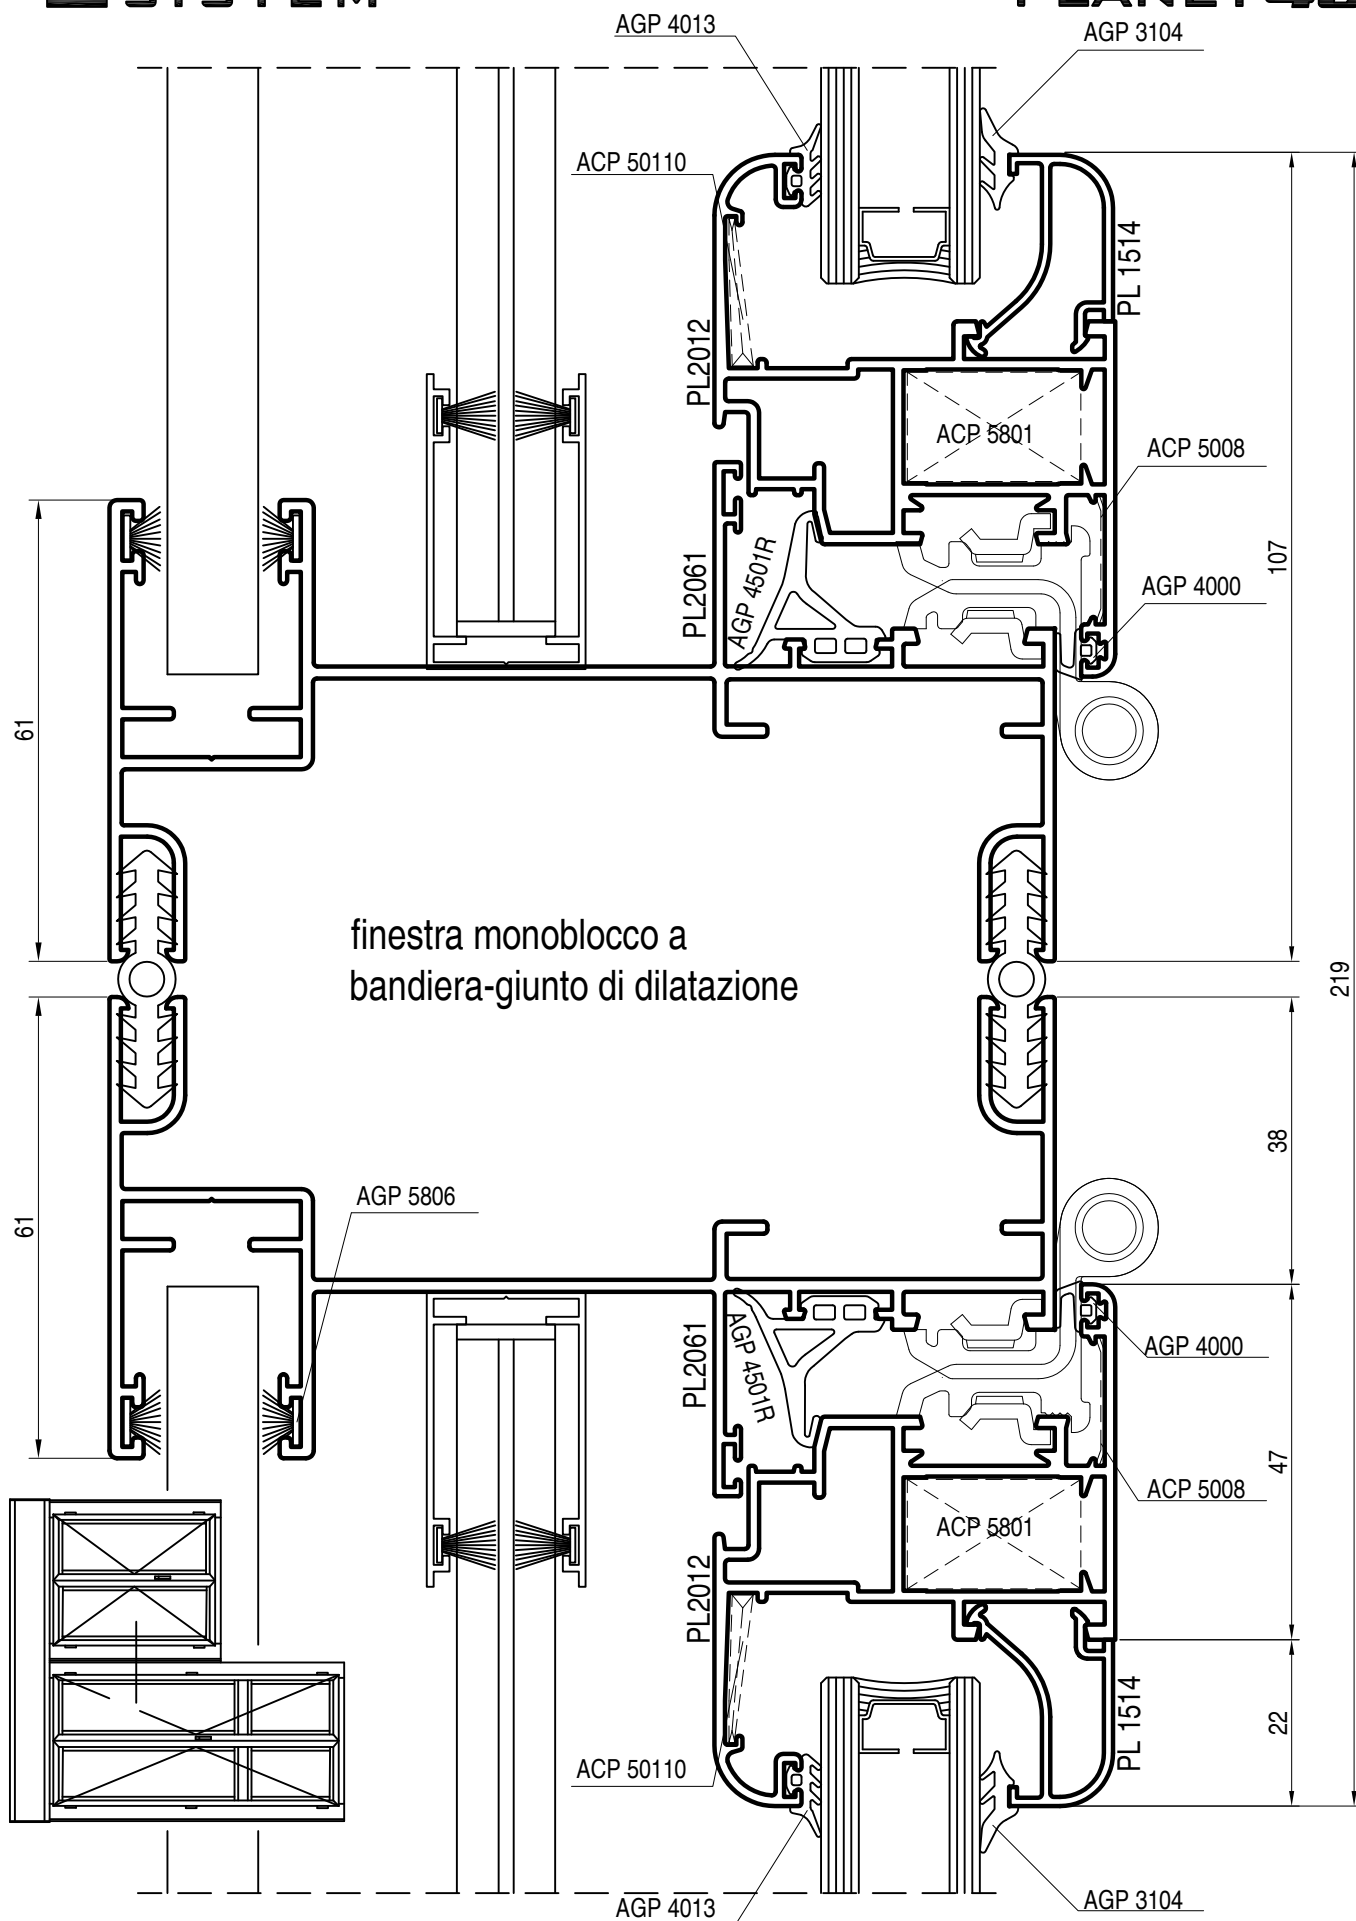 SYSTEM
PLANET
AGP 4013
AGP 3104
ACP 50110
PL 1514
PL2012
ACP 5801
ACP 5008
107
PL2061
AGP 4501R
AGP 4000
61
finestra monoblocco a
bandiera-giunto di dilatazione
219
38
61
AGP 5806
PL2061
AGP 4501R
AGP 4000
47
ACP 5008
ACP 5801
PL2012
PL 1514
22
ACP 50110
AGP 4013
AGP 3104